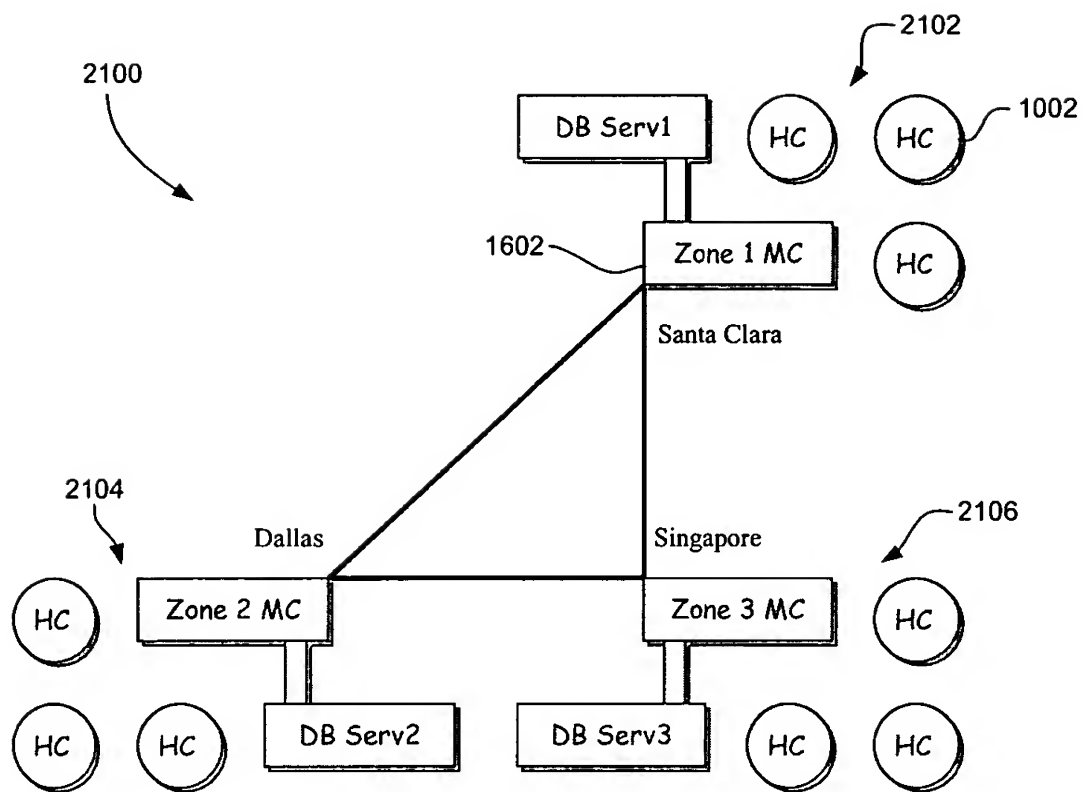 2102
2100
1002
DB Serv1
HC
HC
1602
Zone 1 MC
HC
Santa Clara
2104
2106
Dallas
Singapore
HC
Zone 2 MC
Zone 3 MC
HC
HC
HC
DB Serv2
DB Serv3
HC
HC